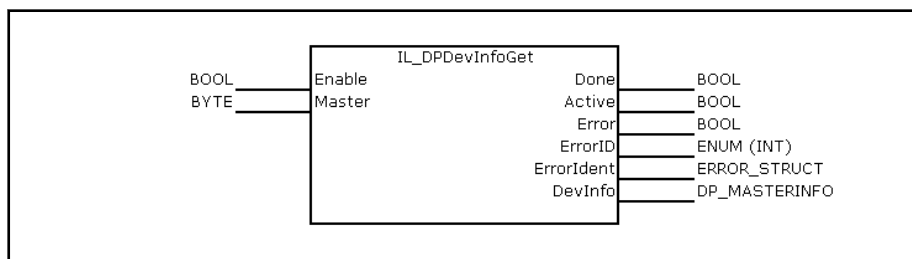 IL_DPDevInfoGet
BOOL Enable Done BOOL
BYTE Master Active BOOL
Error BOOL
ErrorID ENUM (INT)
ErrorIdent ERROR_STRUCT
DevInfo DP_MASTERINFO